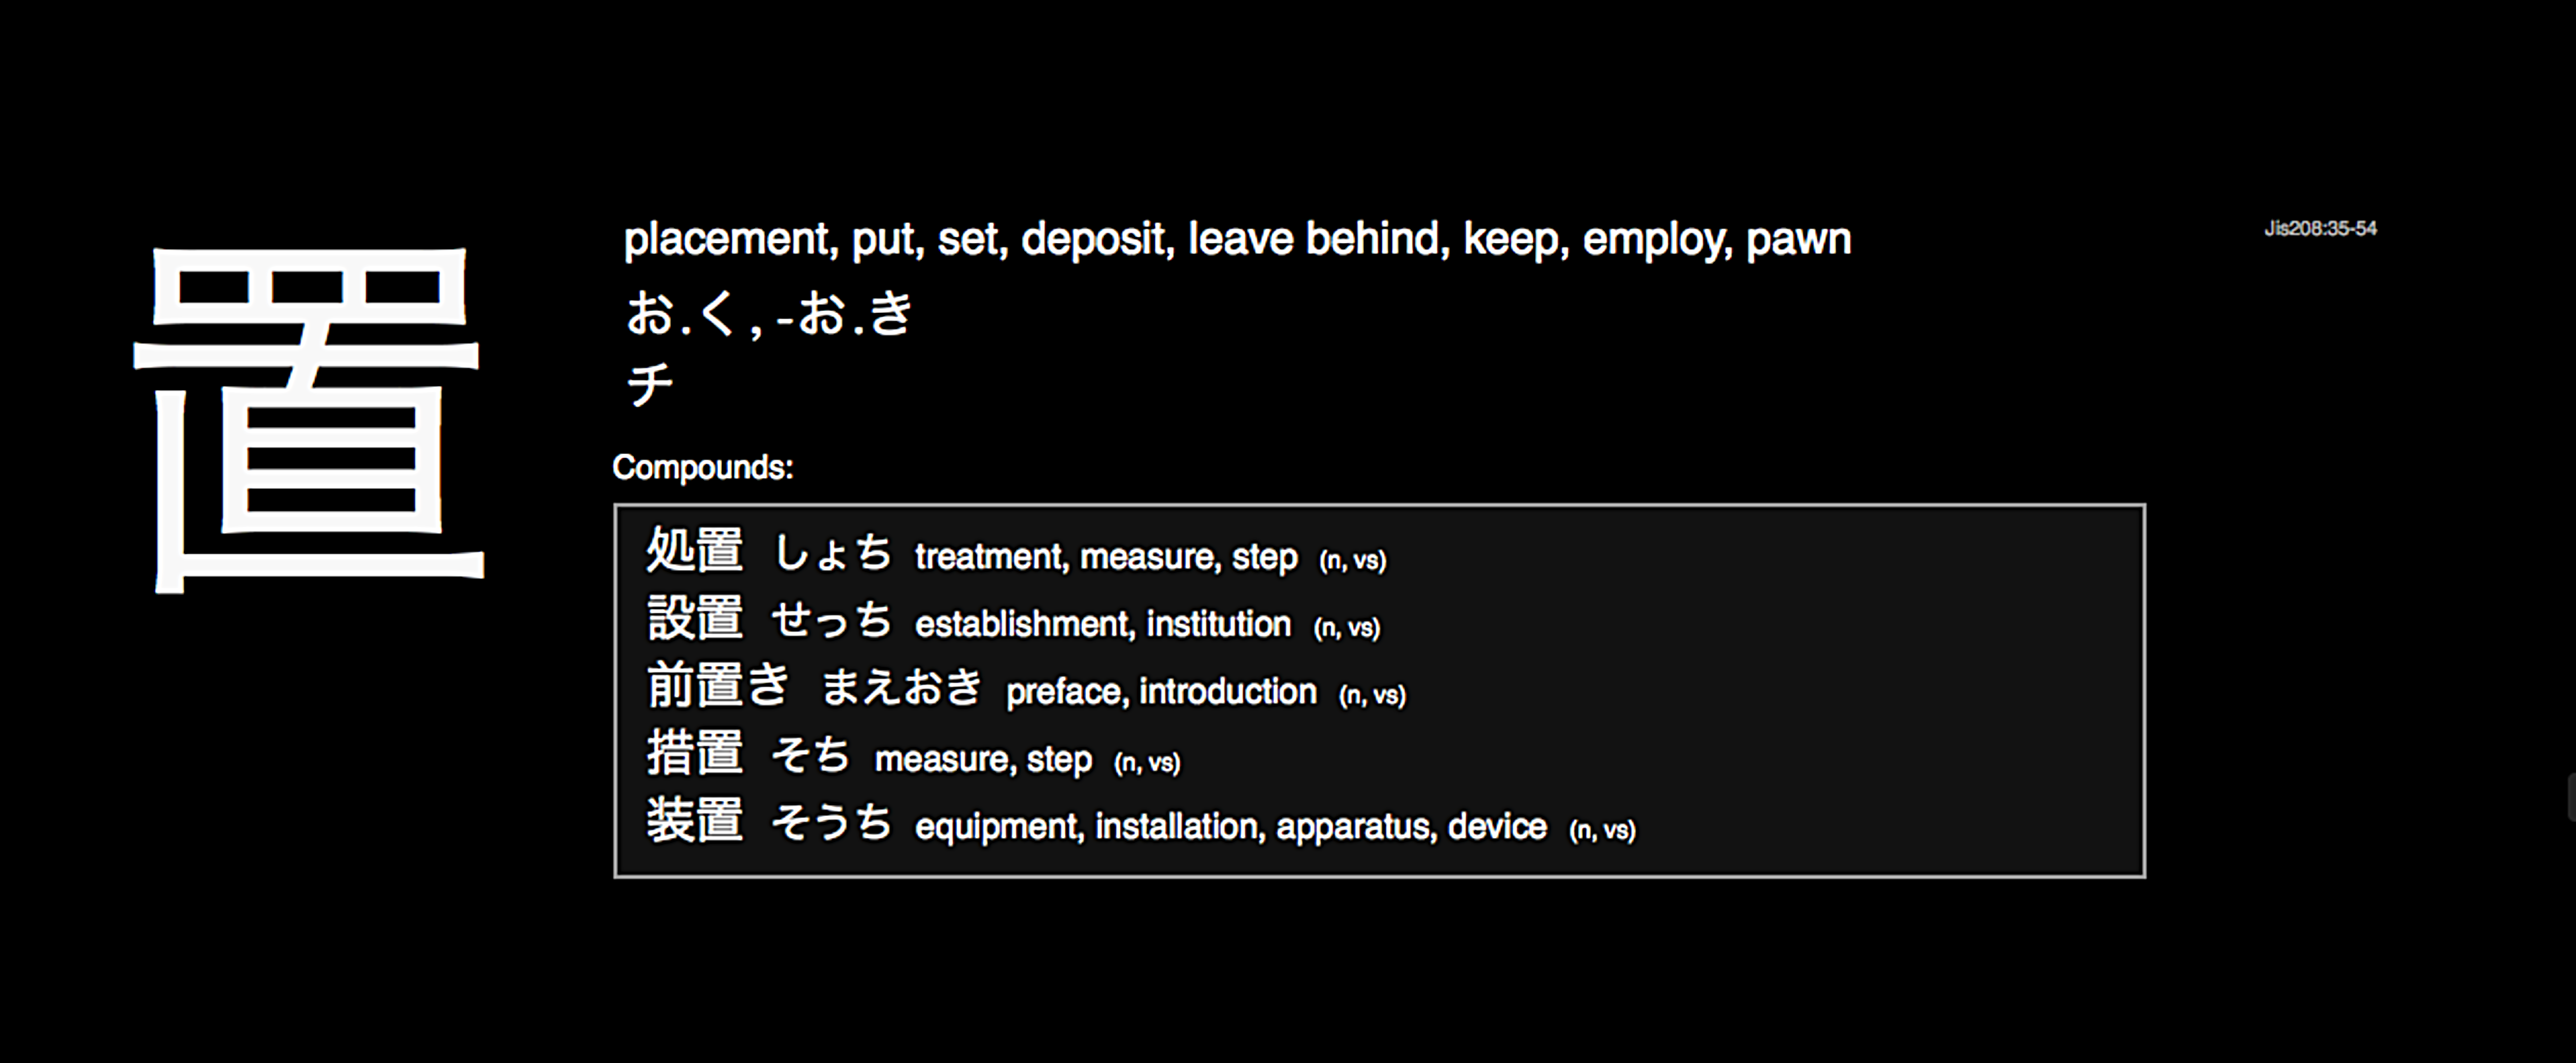 置
placement, put, set, deposit, leave behind, keep, employ, pawn
Jis208:35-54
お.く,-お.き
チ
Compounds:
処置 しょち treatment, measure, step (n, vs)
設置 せっち establishment, institution (n, vs)
前置き まえおき preface, introduction (n, vs)
措置 そち measure, step (n, vs)
装置 そうち equipment, installation, apparatus, device (n, vs)